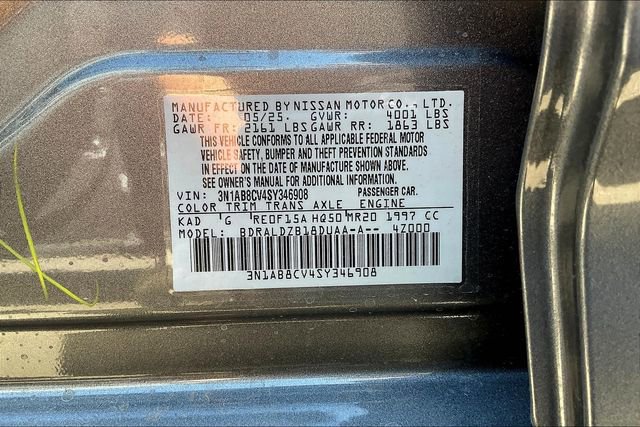 MANUFACTURED BY NISSAN MOTOR CO., LTD.
DATE: 05/25. GVWR: 4001 LBS
GAWR FR: 2161 LBS GAWR RR: 1863 LBS
THIS VEHICLE CONFORMS TO ALL APPLICABLE FEDERAL MOTOR
VEHICLE SAFETY, BUMPER AND THEFT PREVENTION STANDARDS
IN EFFECT ON THE DATE OF MANUFACTURE SHOWN ABOVE.
SEE OWNER'S MANUAL FOR ADDITIONAL INFORMATION.
VIN: 3N1AB8CV4SY346908 PASSENGER CAR.
COLOR TRIM TRANS AXLE ENGINE
KAD G RE0F15A HQ50 MR20 1997 CC
MODEL: BDRALDZB18DUAA-A-- 4Z000
3N1AB8CV4SY346908